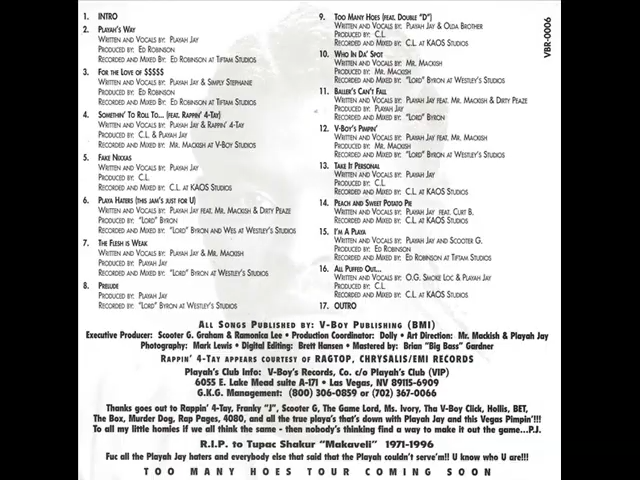 1. INTRO
2. PLAYAH'S WAY
WRITTEN AND VOCALS BY: PLAYAH JAY
PRODUCED BY: ED ROBINSON
RECORDED AND MIXED BY: ED ROBINSON AT TIFTAM STUDIOS
3. FOR THE LOVE OF $$$$$
WRITTEN AND VOCALS BY: PLAYAH JAY & SIMPLY STEPHANIE
PRODUCED BY: ED ROBINSON
RECORDED AND MIXED BY: ED ROBINSON AT TIFTAM STUDIOS
4. SOMETHIN' TO ROLL TO... (FEAT. RAPPIN' 4-TAY)
WRITTEN AND VOCALS BY: PLAYAH JAY & RAPPIN' 4-TAY
PRODUCED BY: C.L & PLAYAH JAY
RECORDED AND MIXED BY: MR. MACKISH AT V-BOY STUDIOS
5. FAKE NIXXAS
WRITTEN AND VOCALS BY: PLAYAH JAY
PRODUCED BY: C.L
RECORDED AND MIXED BY: C.L AT KAOS STUDIOS
6. PLAYA HATERS (THIS JAM'S JUST FOR U)
WRITTEN AND VOCALS BY: PLAYAH JAY FEAT. MR. MACKISH & DIRTY PEAZE
PRODUCED BY: "LORD" BYRON
RECORDED AND MIXED BY: "LORD" BYRON AND WES AT WESTLEY'S STUDIOS
7. THE FLESH IS WEAK
WRITTEN AND VOCALS BY: PLAYAH JAY & MR. MACKISH
PRODUCED BY: PLAYAH JAY
RECORDED AND MIXED BY: "LORD" BYRON AT WESTLEY'S STUDIOS
8. PRELUDE
PRODUCED BY: PLAYAH JAY
RECORDED AND MIXED BY: "LORD" BYRON AT WESTLEY'S STUDIOS
9. TOO MANY HOES (FEAT. DOUBLE "D")
WRITTEN AND VOCALS BY: PLAYAH JAY & OLDA BROTHER
PRODUCED BY: C.L
RECORDED AND MIXED BY: C.L AT KAOS STUDIOS
10. WHO IN DA' SPOT
WRITTEN AND VOCALS BY: MR. MACKISH
PRODUCED BY: MR. MACKISH
RECORDED AND MIXED BY: "LORD" BYRON AT WESTLEY'S STUDIOS
11. BALLER'S CAN'T FALL
WRITTEN AND VOCALS BY: PLAYAH JAY FEAT. MR. MACKISH & DIRTY PEAZE
PRODUCED BY: PLAYAH JAY
RECORDED AND MIXED BY: "LORD" BYRON
12. V-BOY'S PIMPIN'
WRITTEN AND VOCALS BY: PLAYAH JAY FEAT. MR. MACKISH
PRODUCED BY: MR. MACKISH
RECORDED AND MIXED BY: "LORD" BYRON AT WESTLEY'S STUDIOS
13. TAKE IT PERSONAL
WRITTEN AND VOCALS BY: PLAYAH JAY
PRODUCED BY: C.L
RECORDED AND MIXED BY: C.L AT KAOS STUDIOS
14. PEACH AND SWEET POTATO PIE
WRITTEN AND VOCALS BY: PLAYAH JAY FEAT. CURT B.
RECORDED AND MIXED BY: C.L AT KAOS STUDIOS
15. I'M A PLAYA
WRITTEN AND VOCALS BY: PLAYAH JAY AND SCOOTER G.
PRODUCED BY: ED ROBINSON
RECORDED AND MIXED BY: ED ROBINSON AT TIFTAM STUDIOS
16. ALL PUFFED OUT...
WRITTEN AND VOCALS BY: O.G. SMOKE LOC & PLAYAH JAY
PRODUCED BY: C.L
RECORDED AND MIXED BY: C.L AT KAOS STUDIOS
17. OUTRO
VBR-0006
ALL SONGS PUBLISHED BY: V-BOY PUBLISHING (BMI)
Executive Producer: Scooter G. Graham & Ramonica Lee • Production Coordinator: Dolly • Art Direction: Mr. Mackish & Playah Jay
Photography: Mark Lewis • Digital Editing: Brett Hansen • Mastered by: Brian "Big Bass" Gardner
RAPPIN' 4-TAY APPEARS COURTESY OF RAGTOP, CHRYSALIS/EMI RECORDS
Playah's Club Info: V-Boy's Records, Co. c/o Playah's Club (VIP)
6055 E. Lake Mead suite A-171 • Las Vegas, NV 89115-6909
G.K.G. Management: (800) 306-0859 or (702) 367-0066
Thanks goes out to Rappin' 4-Tay, Franky "J", Scooter G, The Game Lord, Ms. Ivory, Tha V-Boy Click, Hollis, BET,
The Box, Murder Dog, Rap Pages, 4080, and all the true playa's that's down with Playah Jay and this Vegas Pimpin'!!!
To all my little homies if we all think the same - then nobody's thinking find a way to make it out the game...P.J.
R.I.P. to Tupac Shakur "Makaveli" 1971-1996
Fuc all the Playah Jay haters and everybody else that said that the Playah couldn't serve'm!! U know who U are!!!
TOO MANY HOES TOUR COMING SOON